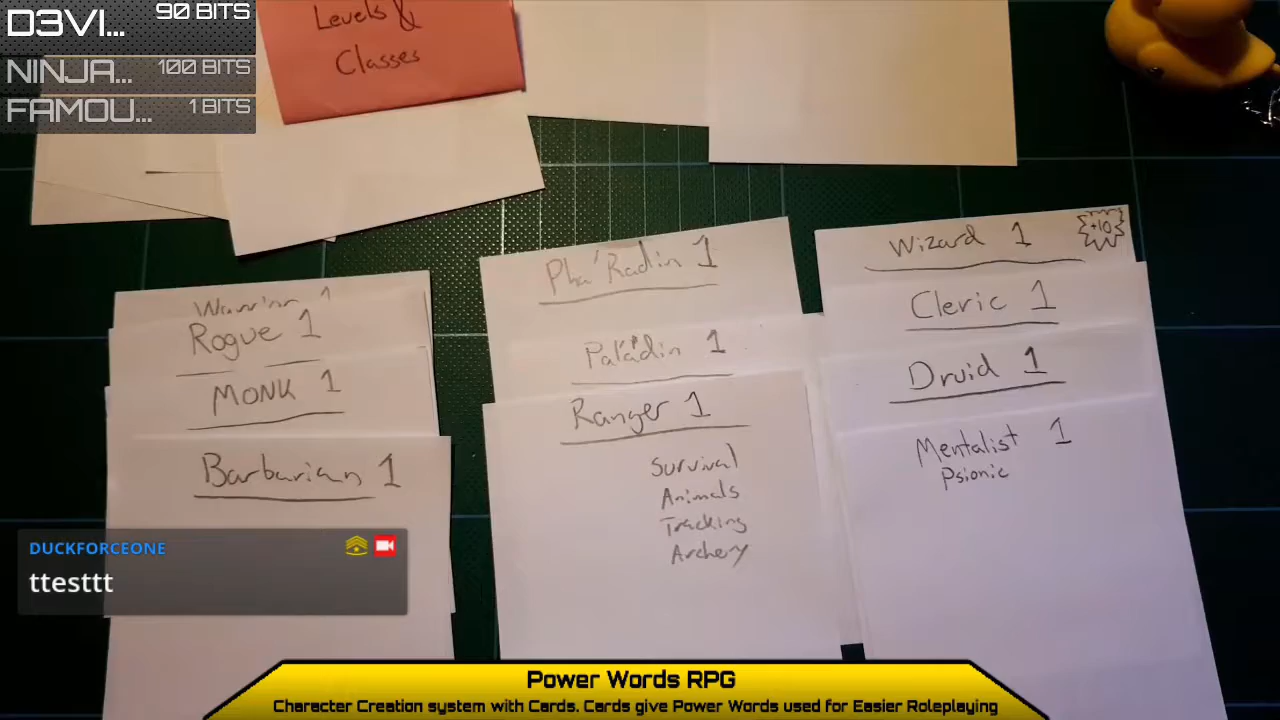 D3VI... 90 BITS
NINJA... 100 BITS
FAMOU... 1 BITS
Levels &
Classes
Warrior 1
Rogue 1
MONK 1
Barbarian 1
Pha'Radin 1
Paladin 1
Ranger 1
Survival
Animals
Tracking
Archery
Wizard 1
+10
Cleric 1
Druid 1
Mentalist 1
Psionic
DUCKFORCEONE
ttesttt
Power Words RPG
Character Creation system with Cards. Cards give Power Words used for Easier Roleplaying